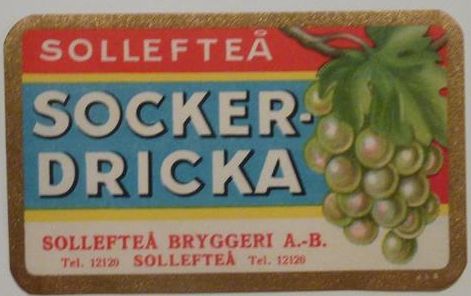 SOLLEFTEÅ
SOCKER-
DRICKA
SOLLEFTEÅ BRYGGERI A.-B.
Tel. 12120 SOLLEFTEÅ Tel. 12120